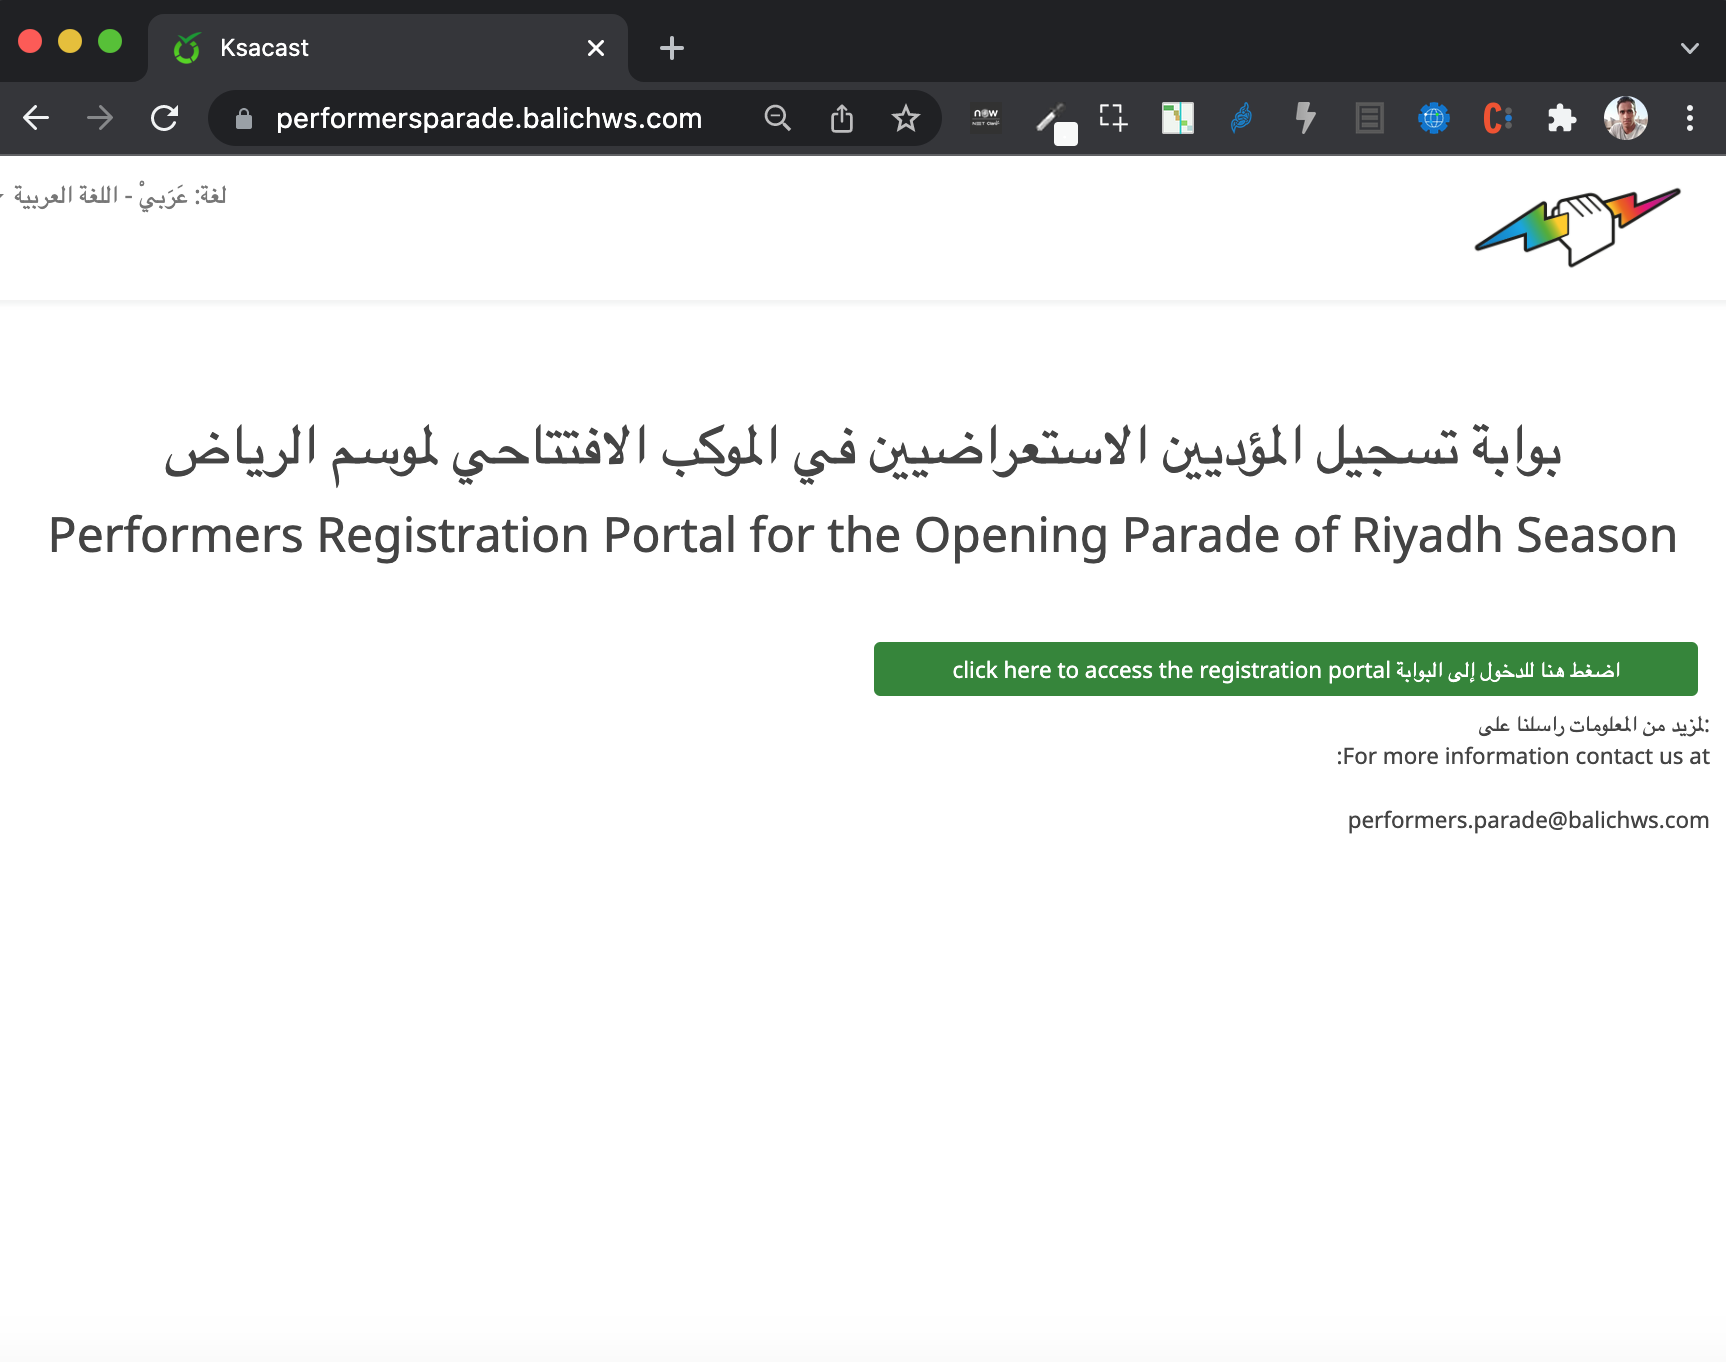 Ksacast
performersparade.balichws.com
now
لغة: عَرَبيْ - اللغة العربية
بوابة تسجيل المؤديين الاستعراضيين في الموكب الافتتاحي لموسم الرياض
Performers Registration Portal for the Opening Parade of Riyadh Season
click here to access the registration portal اضغط هنا للدخول إلى البوابة
:لمزيد من المعلومات راسلنا على
:For more information contact us at
performers.parade@balichws.com